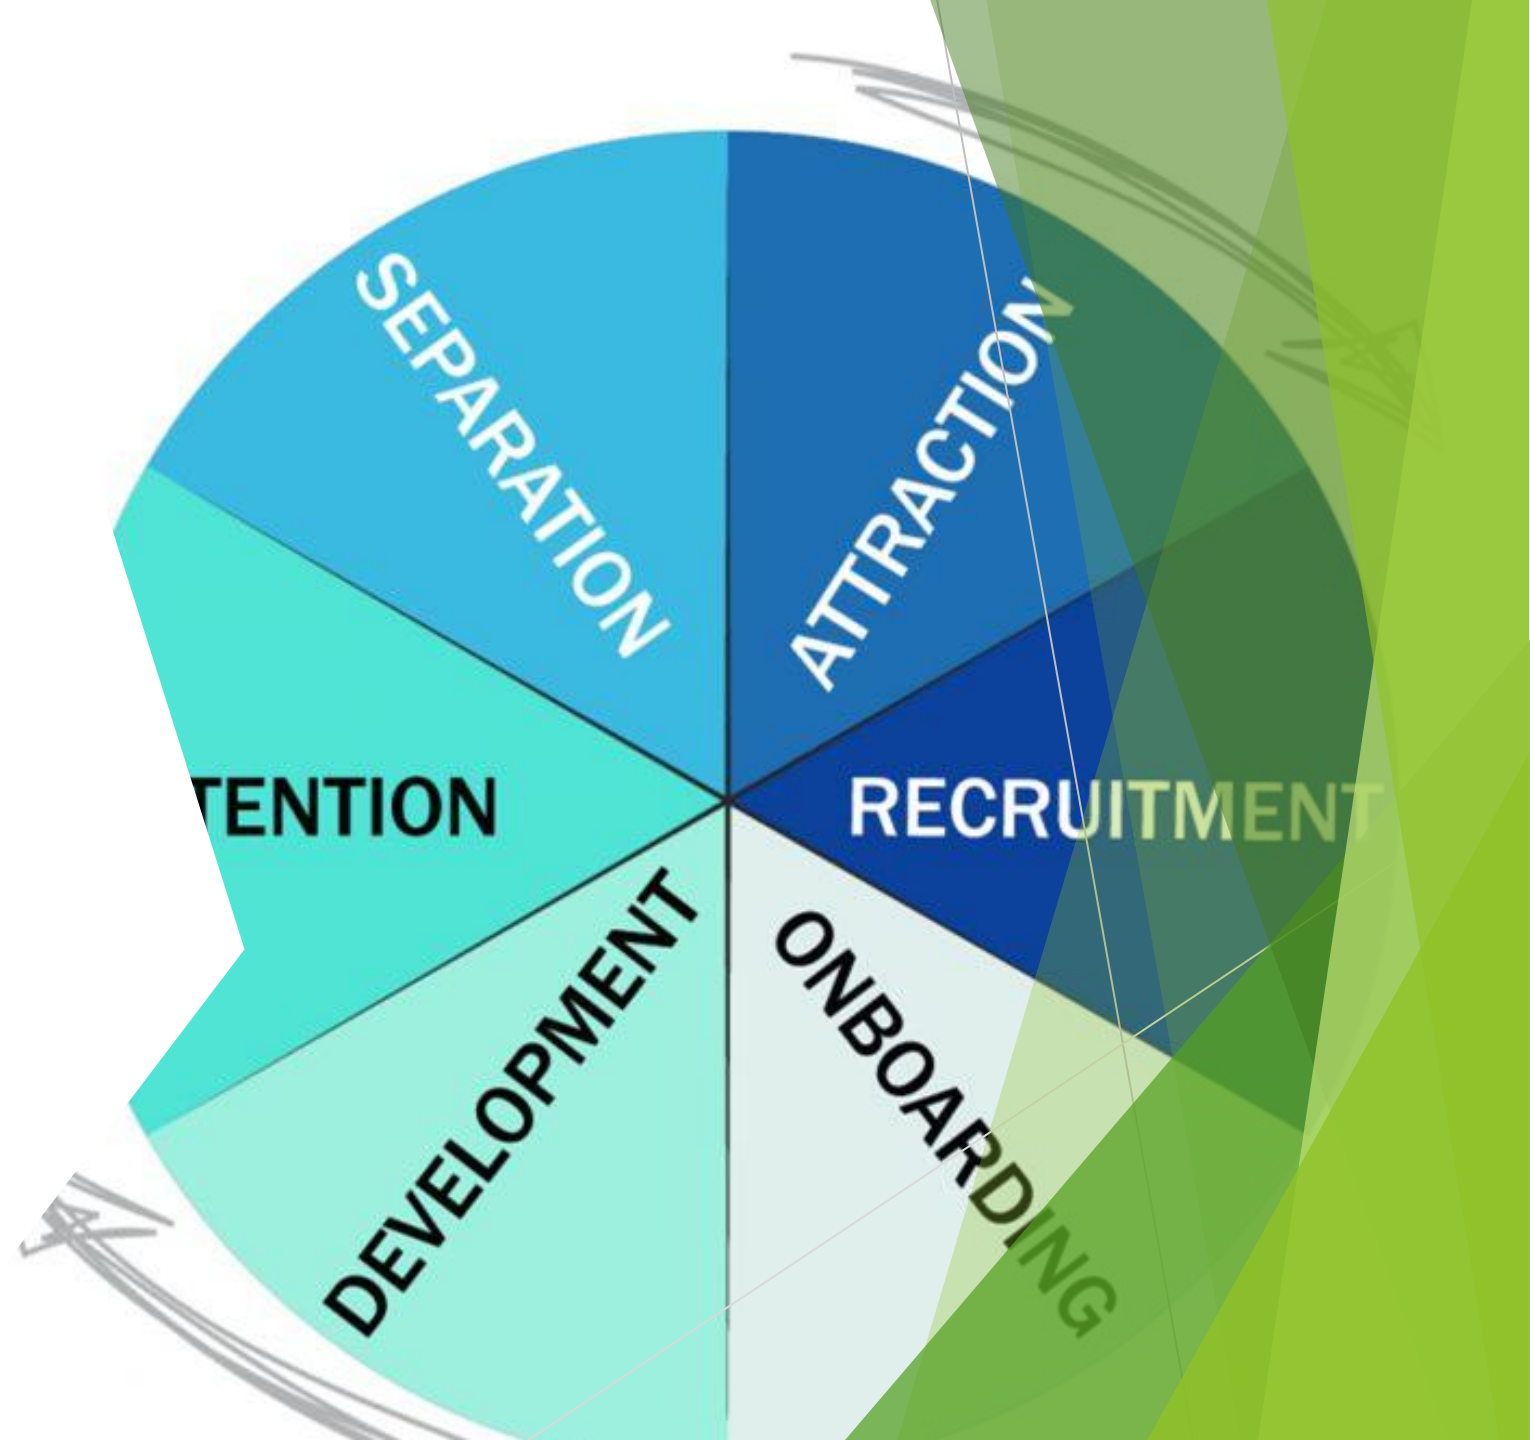 SEPARATION
ATTRACTION
TENTION
RECRUITMENT
DEVELOPMENT
ONBOARDING